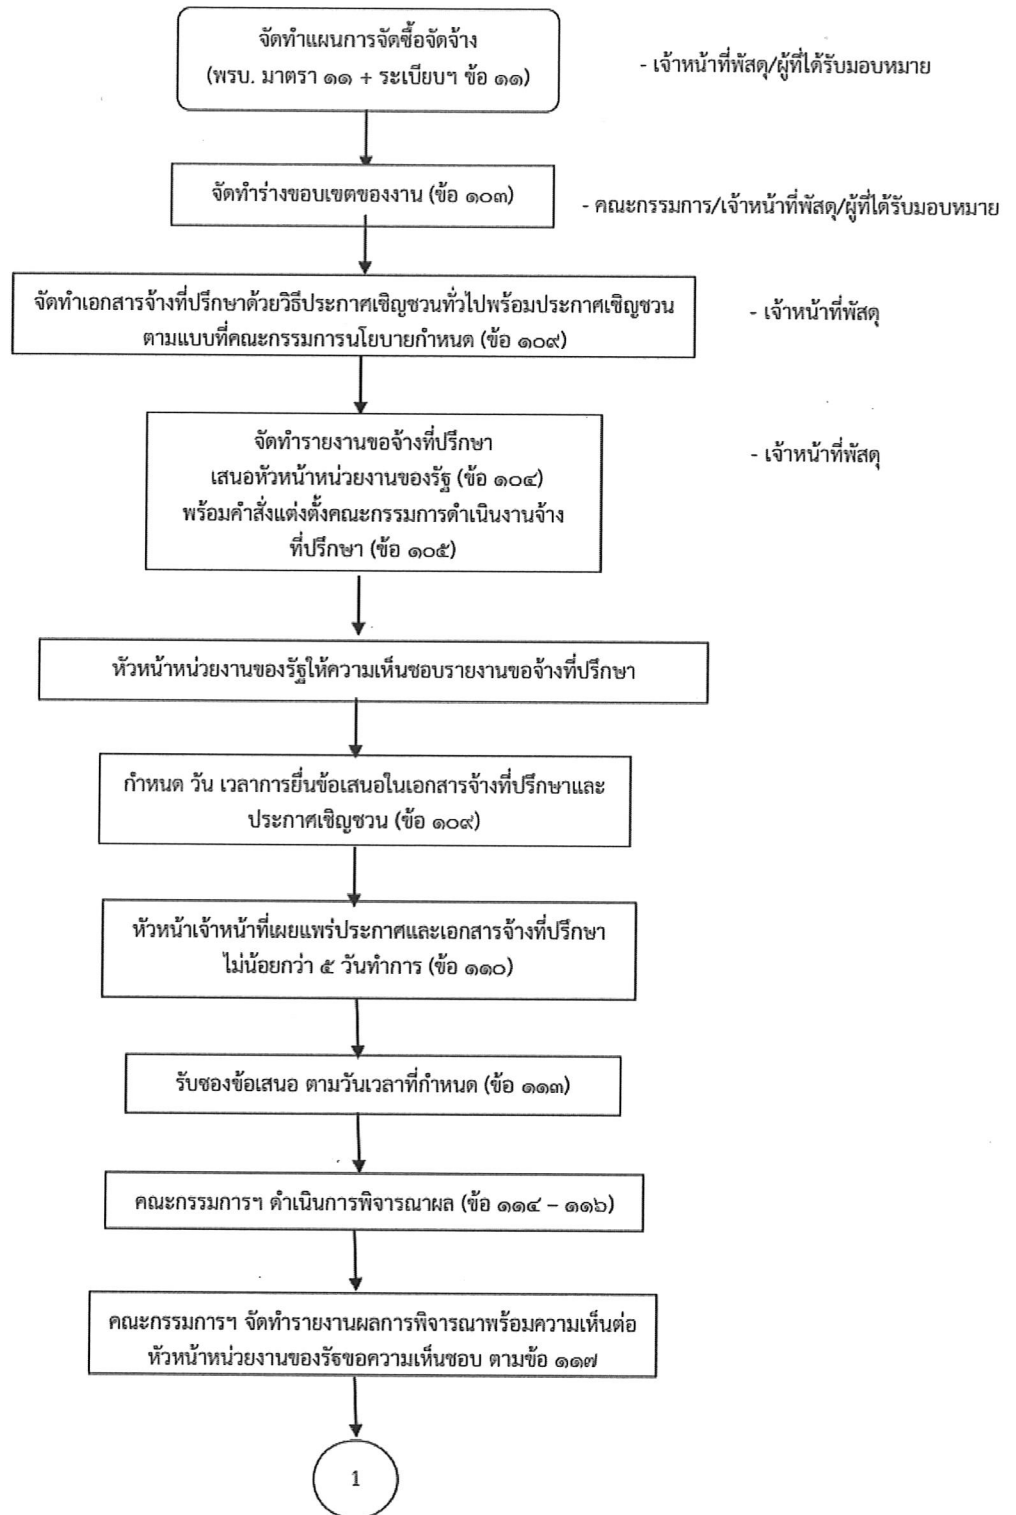 จัดทำแผนการจัดซื้อจัดจ้าง
(พรบ. มาตรา ๑๑ + ระเบียบฯ ข้อ ๑๑)
- เจ้าหน้าที่พัสดุ/ผู้ที่ได้รับมอบหมาย
จัดทำร่างขอบเขตของงาน (ข้อ ๑๐๓)
- คณะกรรมการ/เจ้าหน้าที่พัสดุ/ผู้ที่ได้รับมอบหมาย
จัดทำเอกสารจ้างที่ปรึกษาด้วยวิธีประกาศเชิญชวนทั่วไปพร้อมประกาศเชิญชวน
ตามแบบที่คณะกรรมการนโยบายกำหนด (ข้อ ๑๐๙)
- เจ้าหน้าที่พัสดุ
จัดทำรายงานขอจ้างที่ปรึกษา
เสนอหัวหน้าหน่วยงานของรัฐ (ข้อ ๑๐๔)
พร้อมคำสั่งแต่งตั้งคณะกรรมการดำเนินงานจ้าง
ที่ปรึกษา (ข้อ ๑๐๕)
- เจ้าหน้าที่พัสดุ
หัวหน้าหน่วยงานของรัฐให้ความเห็นชอบรายงานขอจ้างที่ปรึกษา
กำหนด วัน เวลาการยื่นข้อเสนอในเอกสารจ้างที่ปรึกษาและ
ประกาศเชิญชวน (ข้อ ๑๐๙)
หัวหน้าเจ้าหน้าที่เผยแพร่ประกาศและเอกสารจ้างที่ปรึกษา
ไม่น้อยกว่า ๕ วันทำการ (ข้อ ๑๑๐)
รับซองข้อเสนอ ตามวันเวลาที่กำหนด (ข้อ ๑๑๓)
คณะกรรมการฯ ดำเนินการพิจารณาผล (ข้อ ๑๑๔ – ๑๑๖)
คณะกรรมการฯ จัดทำรายงานผลการพิจารณาพร้อมความเห็นต่อ
หัวหน้าหน่วยงานของรัฐขอความเห็นชอบ ตามข้อ ๑๑๗
1